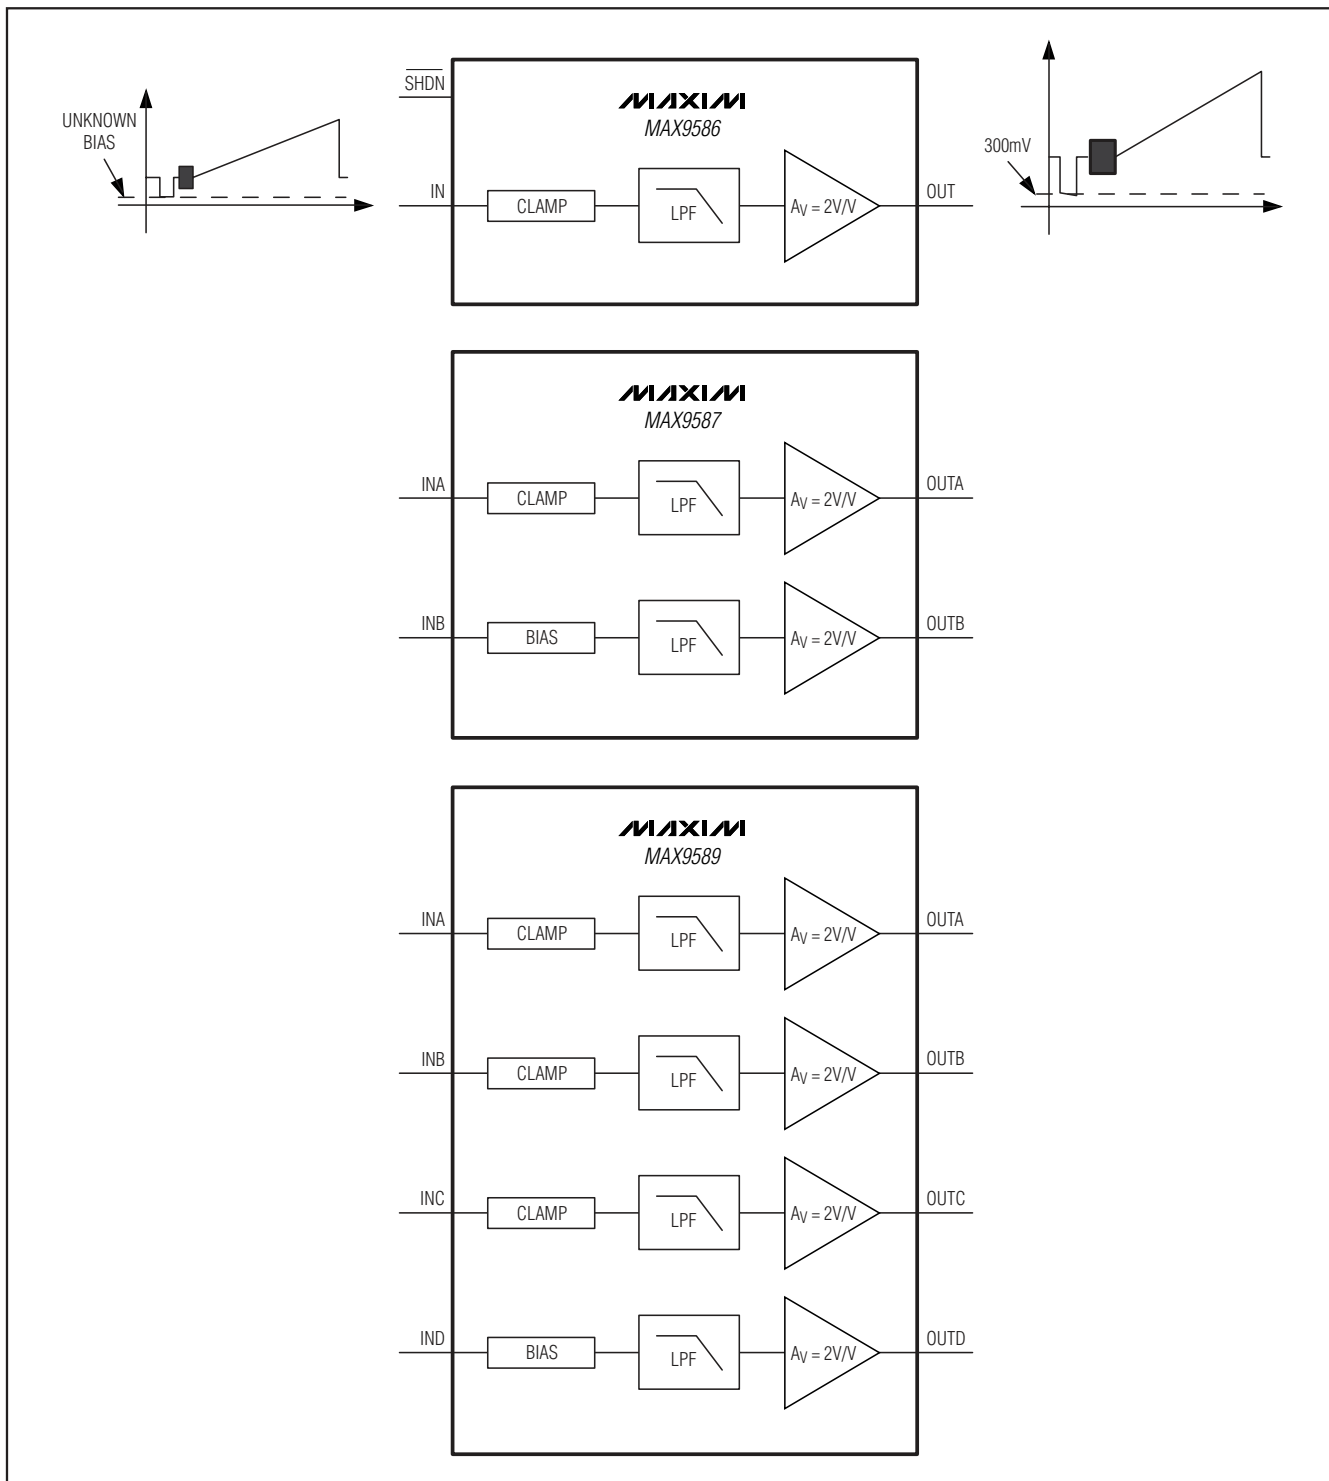 SHDN
MAXIM
MAX9586
UNKNOWN
BIAS
IN
CLAMP
LPF
AV = 2V/V
OUT
300mV
MAXIM
MAX9587
INA
CLAMP
LPF
AV = 2V/V
OUTA
INB
BIAS
LPF
AV = 2V/V
OUTB
MAXIM
MAX9589
INA
CLAMP
LPF
AV = 2V/V
OUTA
INB
CLAMP
LPF
AV = 2V/V
OUTB
INC
CLAMP
LPF
AV = 2V/V
OUTC
IND
BIAS
LPF
AV = 2V/V
OUTD